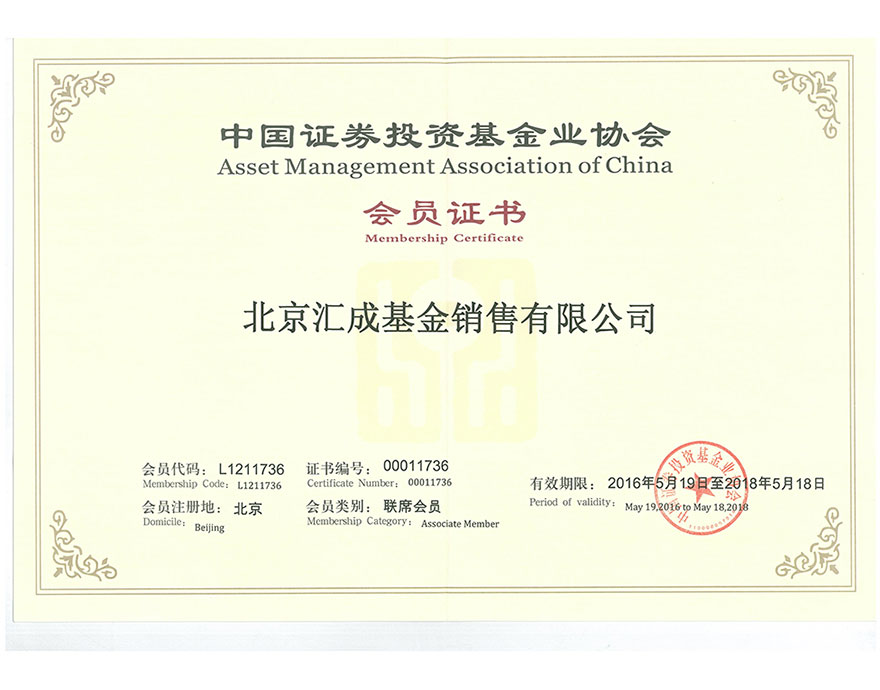 中国证券投资基金业协会
Asset Management Association of China
会员证书
Membership Certificate
北京汇成基金销售有限公司
会员代码： L1211736
Membership Code： L1211736
证书编号： 00011736
Certificate Number： 00011736
会员注册地： 北京
Domicile： Beijing
会员类别： 联席会员
Membership Category： Associate Member
有效期限： 2016年5月19日至2018年5月18日
Period of validity： May 19,2016 to May 18,2018
中国证券投资基金业协会